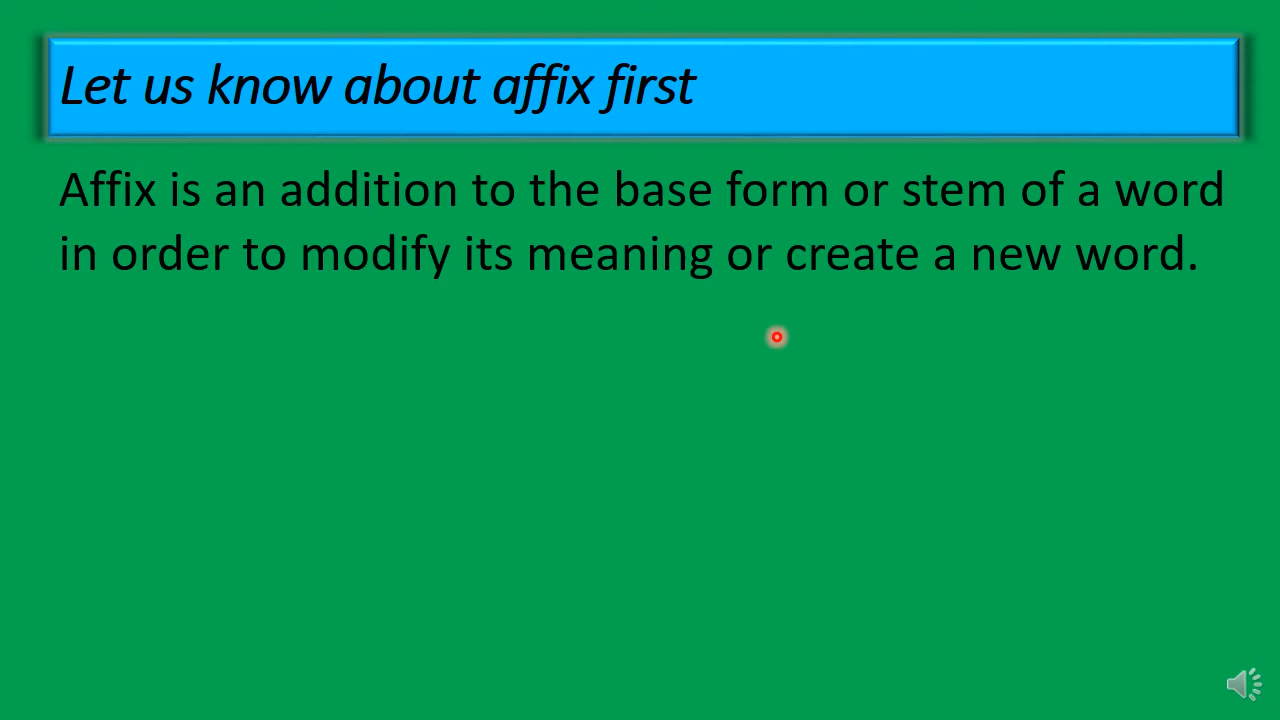 Let us know about affix first
Affix is an addition to the base form or stem of a word
in order to modify its meaning or create a new word.